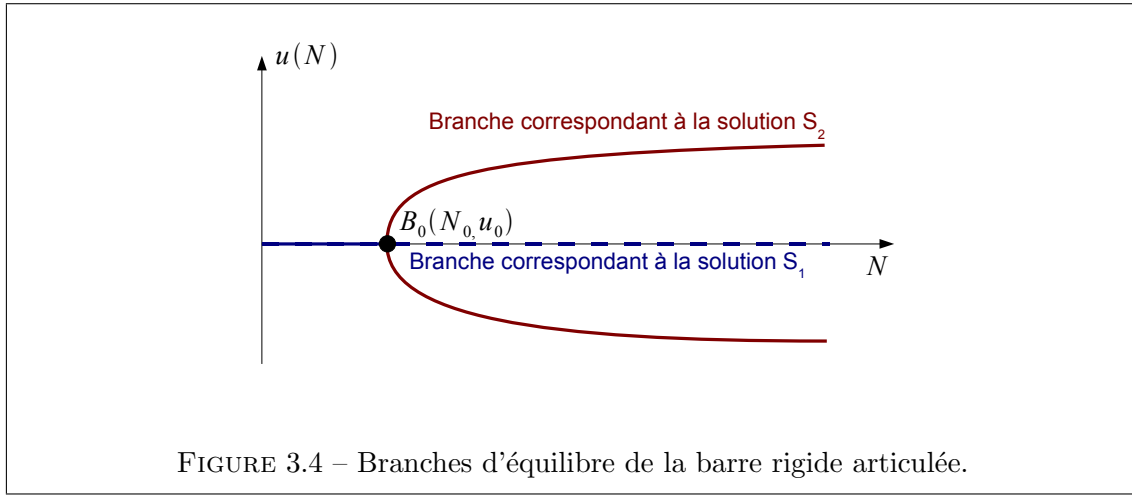 u(N)
Branche correspondant à la solution S₂
B₀(N₀,u₀)
Branche correspondant à la solution S₁
N
FIGURE 3.4 – Branches d'équilibre de la barre rigide articulée.